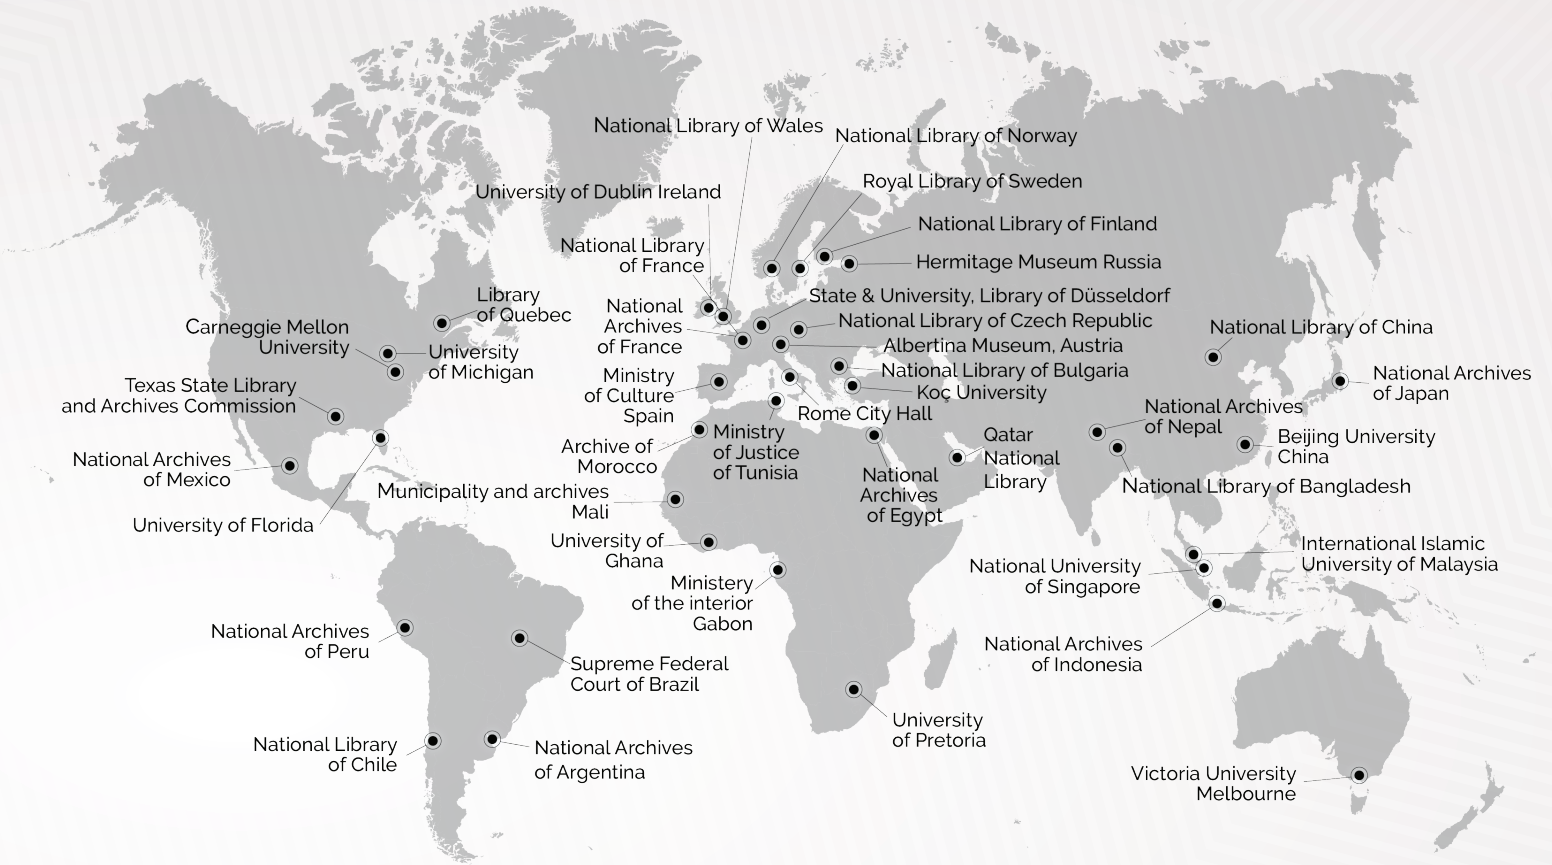 National Library of Wales
National Library of Norway
Royal Library of Sweden
University of Dublin Ireland
National Library of Finland
National Library
of France
Hermitage Museum Russia
Library
of Quebec
State & University, Library of Düsseldorf
National
Archives
of France
National Library of Czech Republic
Carneggie Mellon
University
National Library of China
University
of Michigan
Albertina Museum, Austria
National Library of Bulgaria
Ministry
of Culture
Spain
National Archives
of Japan
Texas State Library
and Archives Commission
Koç University
Rome City Hall
National Archives
of Nepal
Ministry
of Justice
of Tunisia
Archive of
Morocco
Qatar
National
Library
Beijing University
China
National Archives
of Mexico
National
Archives
of Egypt
National Library of Bangladesh
Municipality and archives
Mali
University of Florida
University of
Ghana
International Islamic
University of Malaysia
National University
of Singapore
Ministery
of the interior
Gabon
National Archives
of Peru
National Archives
of Indonesia
Supreme Federal
Court of Brazil
University
of Pretoria
National Library
of Chile
National Archives
of Argentina
Victoria University
Melbourne